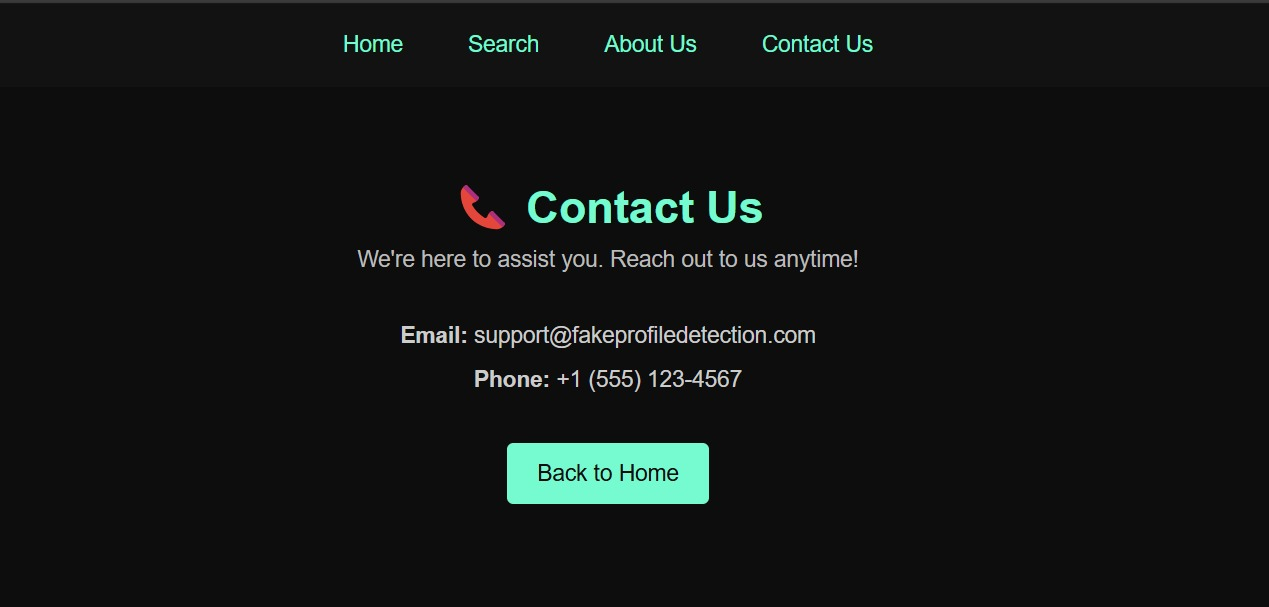 Home Search About Us Contact Us
Contact Us
We're here to assist you. Reach out to us anytime!
Email: support@fakeprofiledetection.com
Phone: +1 (555) 123-4567
Back to Home